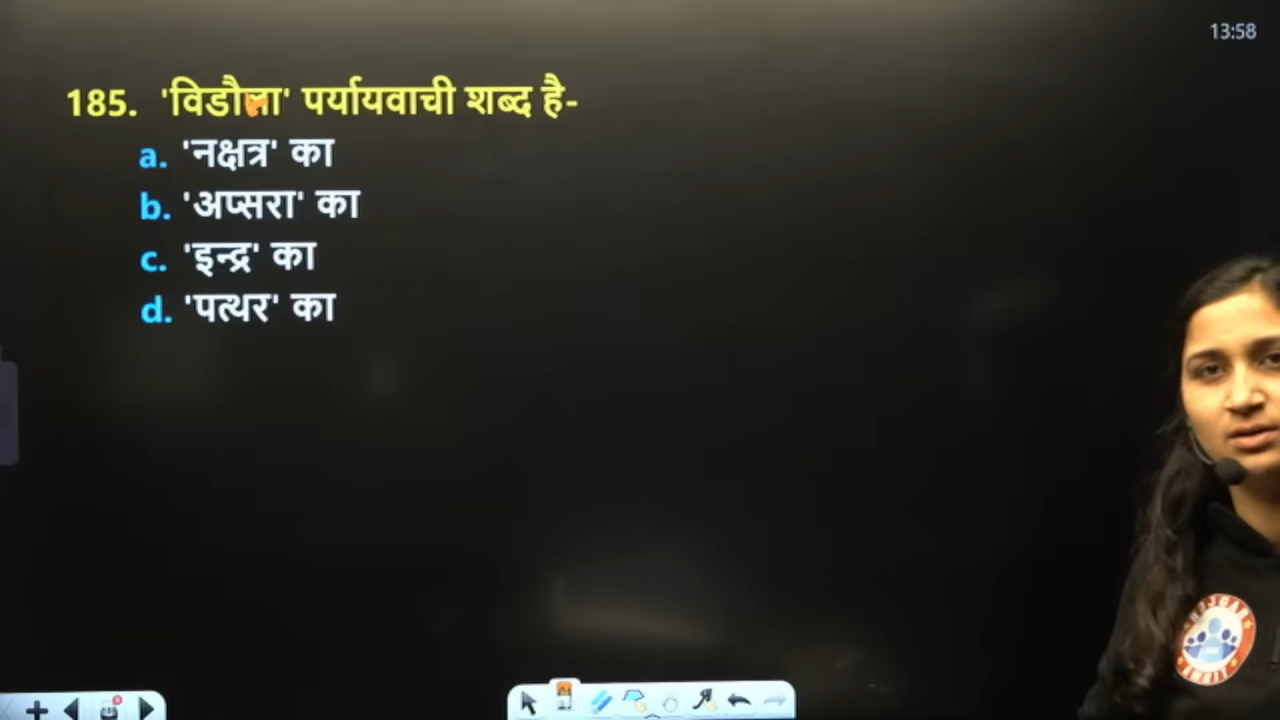 13:58
185. 'विडौला' पर्यायवाची शब्द है-
a. 'नक्षत्र' का
b. 'अप्सरा' का
c. 'इन्द्र' का
d. 'पत्थर' का